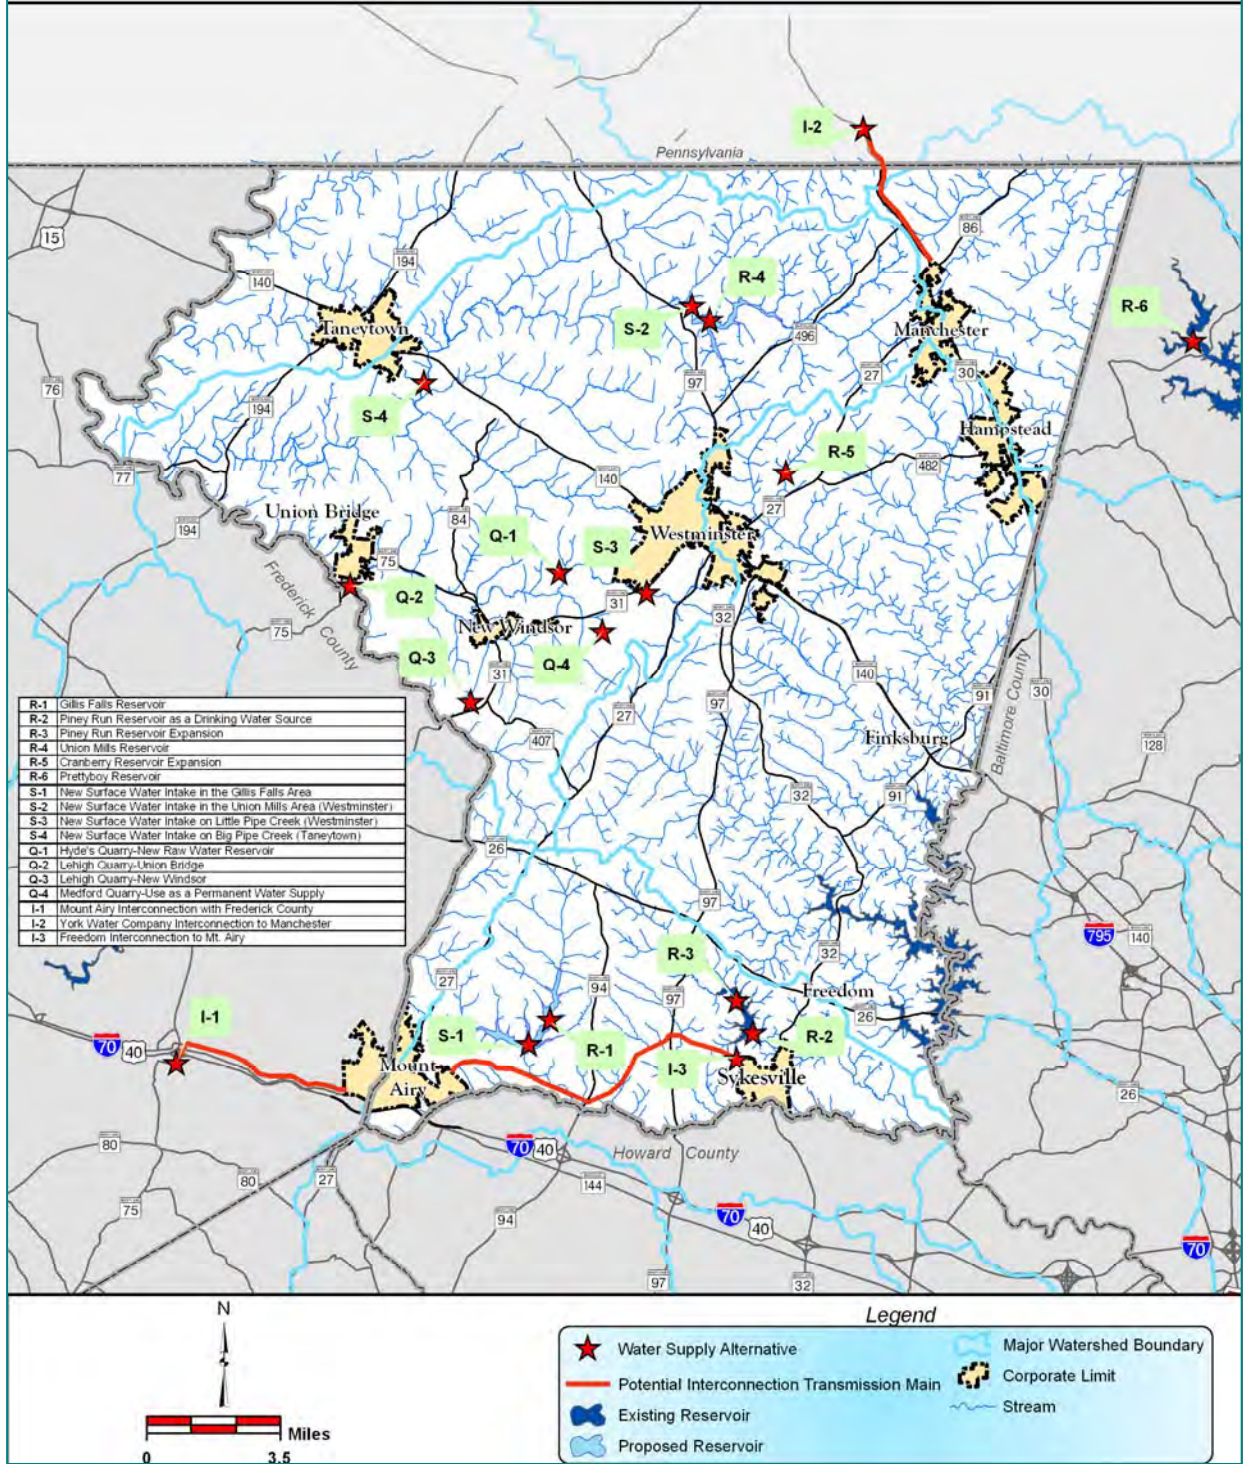 I-2
Pennsylvania
15
86
194
140
R-4
R-6
Taneytown
S-2
Manchester
496
76
97
27
30
194
S-4
Hampstead
R-5
482
77
140
27
Union Bridge
84
194
Q-1
S-3
Westminster
75
Frederick County
Q-2
31
32
75
New Windsor
Q-3
Q-4
31
140
91
30
27
97
Baltimore County
407
Finksburg
128
R-1 Gillis Falls Reservoir
R-2 Piney Run Reservoir as a Drinking Water Source
R-3 Piney Run Reservoir Expansion
R-4 Union Mills Reservoir
R-5 Cranberry Reservoir Expansion
R-6 Prettyboy Reservoir
S-1 New Surface Water Intake in the Gillis Falls Area
S-2 New Surface Water Intake in the Union Mills Area (Westminster)
S-3 New Surface Water Intake on Little Pipe Creek (Westminster)
S-4 New Surface Water Intake on Big Pipe Creek (Taneytown)
Q-1 Hyde's Quarry-New Raw Water Reservoir
Q-2 Lehigh Quarry-Union Bridge
Q-3 Lehigh Quarry-New Windsor
Q-4 Medford Quarry-Use as a Permanent Water Supply
I-1 Mount Airy Interconnection with Frederick County
I-2 York Water Company Interconnection to Manchester
I-3 Freedom Interconnection to Mt. Airy
32
91
26
97
795
140
32
R-3
27
94
97
Freedom
26
I-1
70
40
S-1
R-1
R-2
Mount
Airy
I-3
Sykesville
26
80
70
40
Howard County
27
80
144
75
94
70
40
70
97
32
N
Miles
0
3.5
Legend
Water Supply Alternative
Potential Interconnection Transmission Main
Existing Reservoir
Proposed Reservoir
Major Watershed Boundary
Corporate Limit
Stream